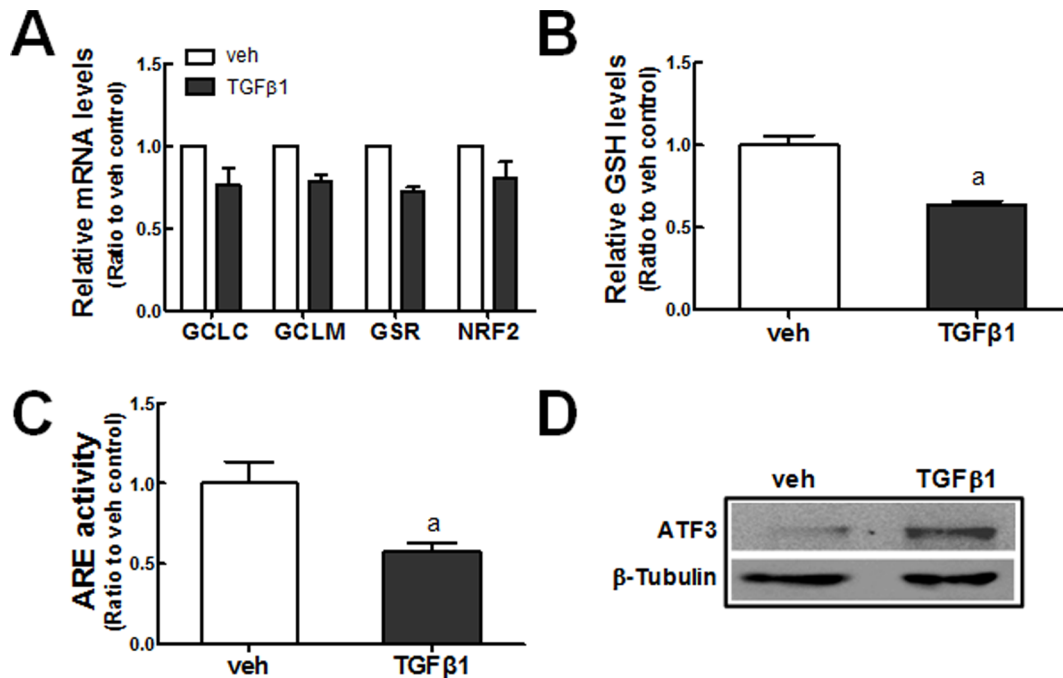 A
Relative mRNA levels
(Ratio to veh control)
veh
TGFβ1
1.5
1.0
0.5
0.0
GCLC GCLM GSR NRF2
B
Relative GSH levels
(Ratio to veh control)
1.5
1.0
0.5
0.0
a
veh TGFβ1
C
ARE activity
(Ratio to veh control)
1.5
1.0
0.5
0.0
a
veh TGFβ1
D
veh TGFβ1
ATF3
β-Tubulin